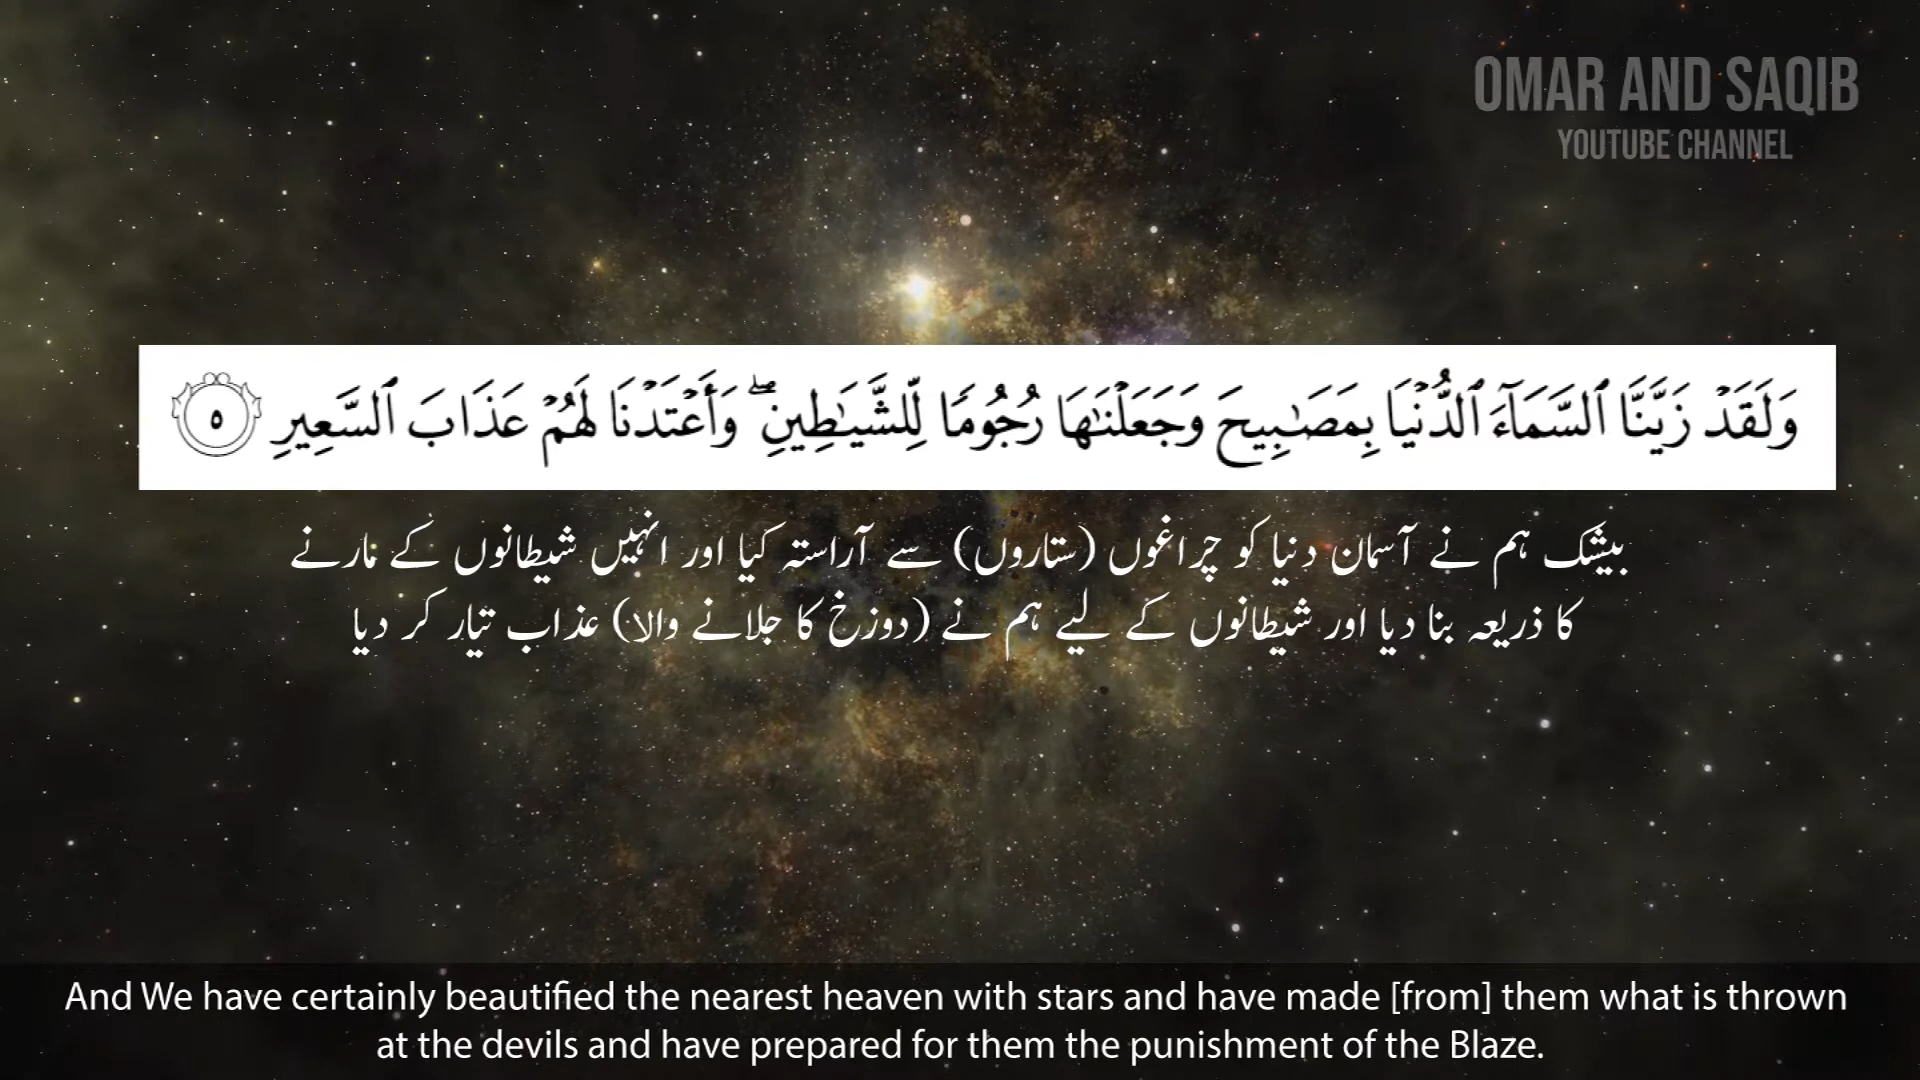 OMAR AND SAQIB
YOUTUBE CHANNEL
وَلَقَدۡ زَيَّنَّا ٱلسَّمَآءَ ٱلدُّنۡيَا بِمَصَٰبِيحَ وَجَعَلۡنَٰهَا رُجُومٗا لِّلشَّيَٰطِينِۖ وَأَعۡتَدۡنَا لَهُمۡ عَذَابَ ٱلسَّعِيرِ ٥
بیشک ہم نے آسمان دنیا کو چراغوں (ستاروں) سے آراستہ کیا اور انہیں شیطانوں کے مارنے
کا ذریعہ بنا دیا اور شیطانوں کے لیے ہم نے (دوزخ کا جلانے والا) عذاب تیار کر دیا
And We have certainly beautified the nearest heaven with stars and have made [from] them what is thrown
at the devils and have prepared for them the punishment of the Blaze.